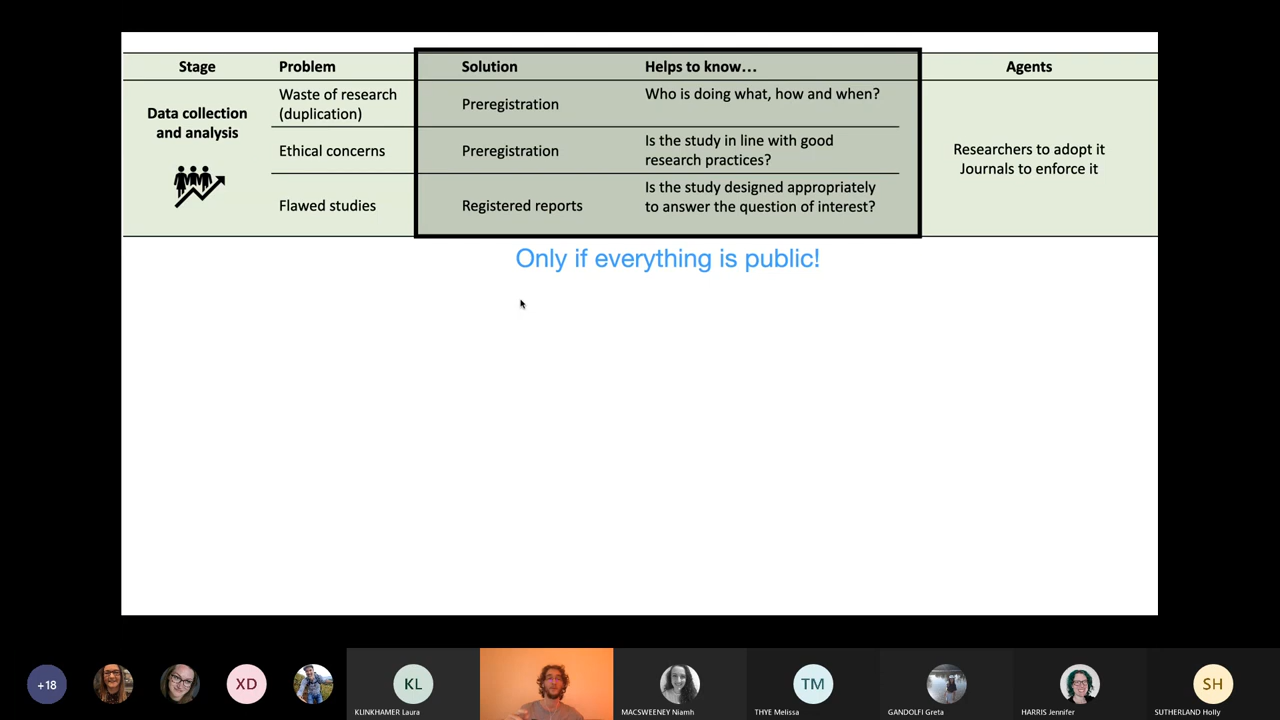 Stage Problem Solution Helps to know… Agents
Data collection
and analysis
Waste of research
(duplication)
Preregistration
Who is doing what, how and when?
Ethical concerns
Preregistration
Is the study in line with good
research practices?
Flawed studies
Registered reports
Is the study designed appropriately
to answer the question of interest?
Researchers to adopt it
Journals to enforce it
Only if everything is public!
+18
XD
KL
KLINKHAMER Laura
MACSWEENEY Niamh
TM
THYE Melissa
GANDOLFI Greta
HARRIS Jennifer
SH
SUTHERLAND Holly